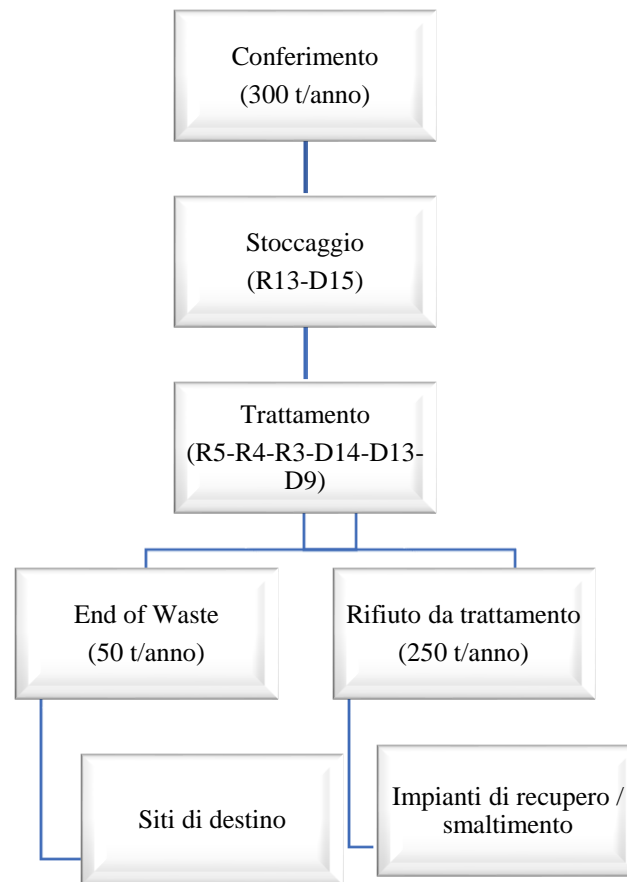 Conferimento
(300 t/anno)
Stoccaggio
(R13-D15)
Trattamento
(R5-R4-R3-D14-D13-
D9)
End of Waste
(50 t/anno)
Rifiuto da trattamento
(250 t/anno)
Siti di destino
Impianti di recupero /
smaltimento